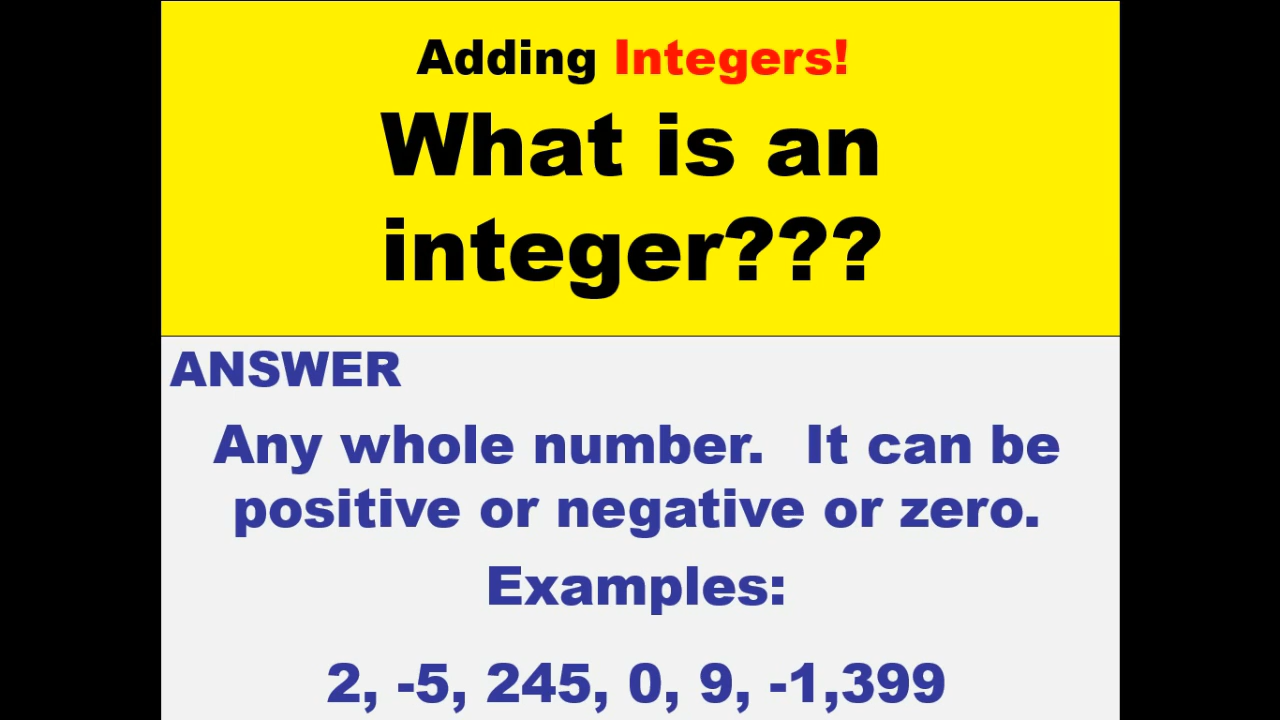 Adding Integers!
What is an
integer???
ANSWER
Any whole number.  It can be
positive or negative or zero.
Examples:
2, -5, 245, 0, 9, -1,399